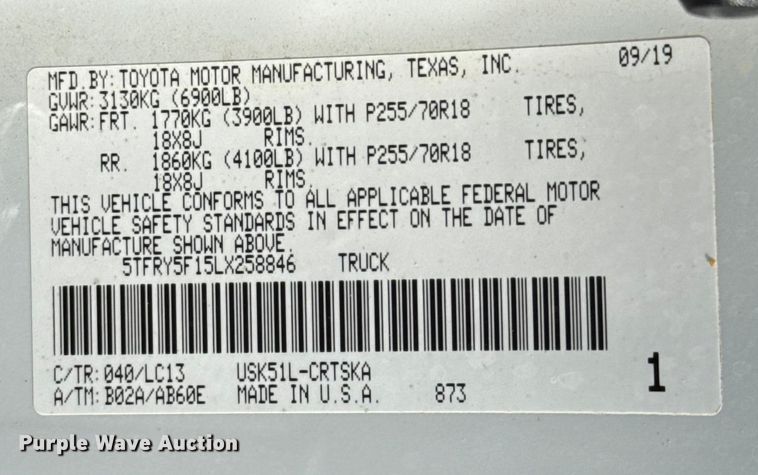 MFD.BY:TOYOTA MOTOR MANUFACTURING, TEXAS, INC. 09/19
GVWR:3130KG (6900LB)
GAWR:FRT. 1770KG (3900LB) WITH P255/70R18 TIRES,
18X8J RIMS.
RR. 1860KG (4100LB) WITH P255/70R18 TIRES,
18X8J RIMS.
THIS VEHICLE CONFORMS TO ALL APPLICABLE FEDERAL MOTOR
VEHICLE SAFETY STANDARDS IN EFFECT ON THE DATE OF
MANUFACTURE SHOWN ABOVE.
5TFRY5F15LX258846 TRUCK
C/TR:040/LC13 USK51L-CRTSKA
A/TM:B02A/AB60E MADE IN U.S.A. 873 1
Purple Wave Auction